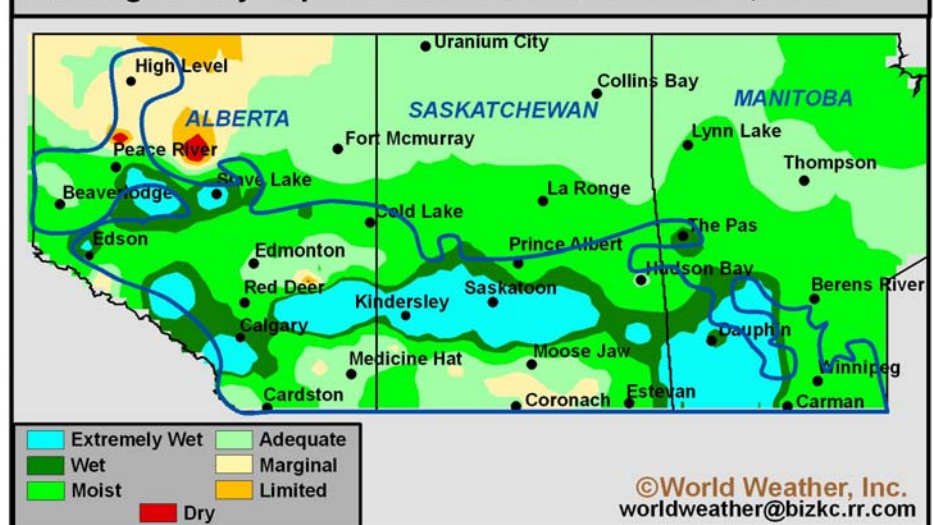 Uranium City
High Level
Collins Bay
ALBERTA
SASKATCHEWAN
MANITOBA
Fort Mcmurray
Lynn Lake
Peace River
Thompson
Slave Lake
Beaverlodge
La Ronge
Cold Lake
The Pas
Edson
Edmonton
Prince Albert
Hudson Bay
Red Deer
Kindersley
Saskatoon
Berens River
Calgary
Dauphin
Medicine Hat
Moose Jaw
Winnipeg
Cardston
Coronach
Estevan
Carman
Extremely Wet
Adequate
Wet
Marginal
Moist
Limited
Dry
©World Weather, Inc.
worldweather@bizkc.rr.com